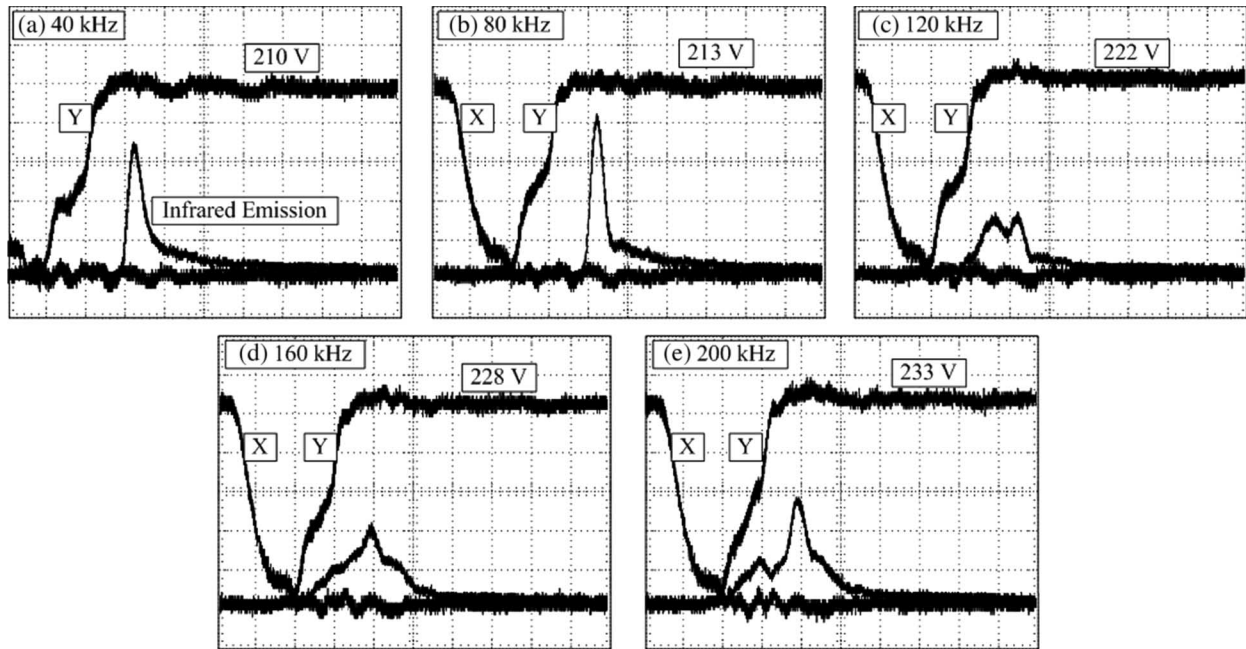 (a) 40 kHz
210 V
Y
Infrared Emission
(b) 80 kHz
213 V
X
Y
(c) 120 kHz
222 V
X
Y
(d) 160 kHz
228 V
X
Y
(e) 200 kHz
233 V
X
Y